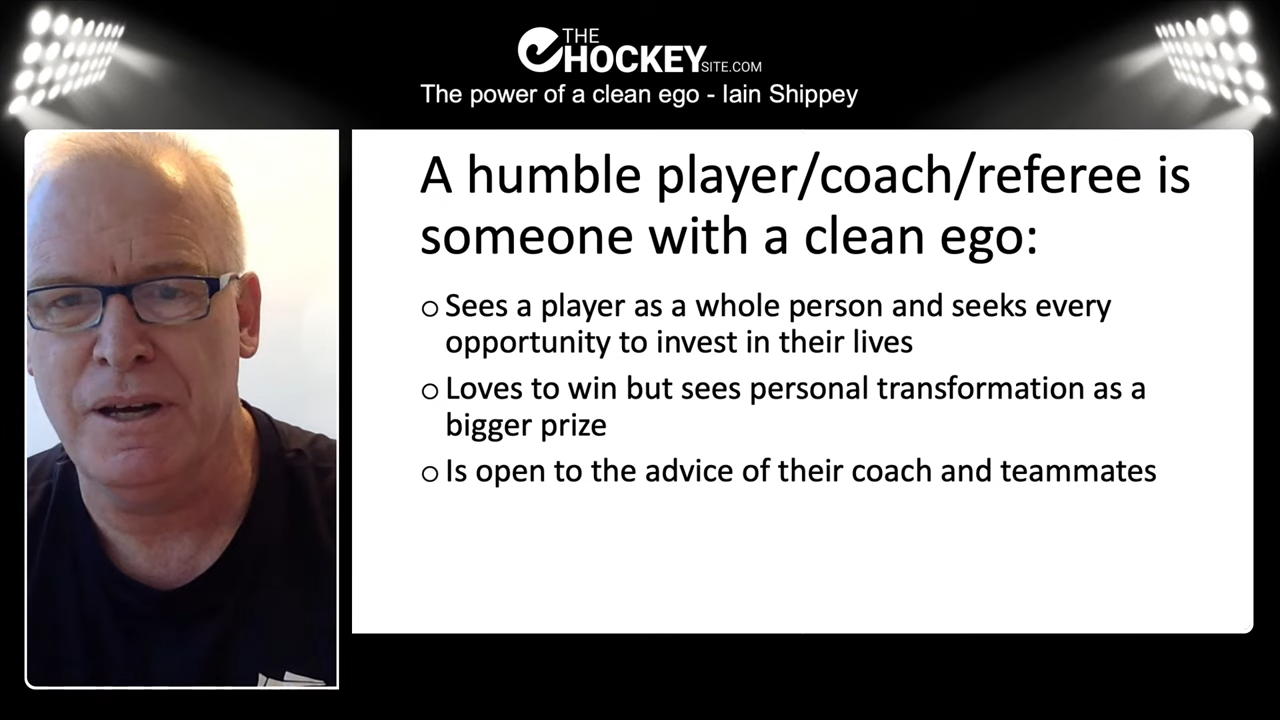 THE
HOCKEYSITE.COM
The power of a clean ego - Iain Shippey
A humble player/coach/referee is
someone with a clean ego:
○ Sees a player as a whole person and seeks every
opportunity to invest in their lives
○ Loves to win but sees personal transformation as a
bigger prize
○ Is open to the advice of their coach and teammates